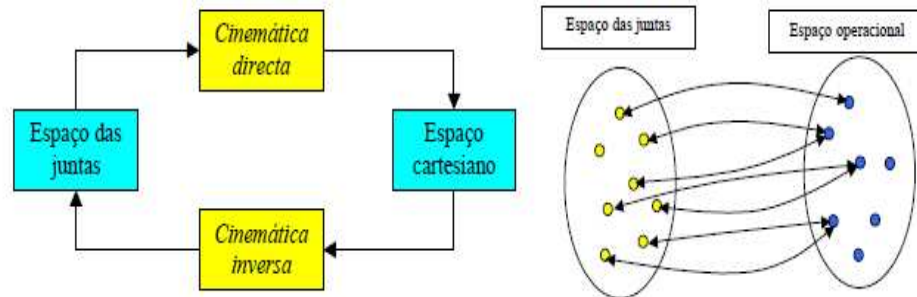 Cinemática
directa
Espaço das
juntas
Espaço
cartesiano
Cinemática
inversa
Espaço das juntas
Espaço operacional